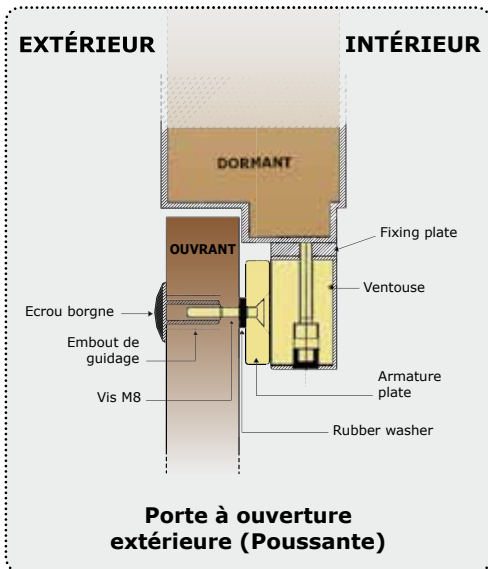 EXTÉRIEUR
INTÉRIEUR
DORMANT
OUVRANT
Fixing plate
Ventouse
Ecrou borgne
Embout de
guidage
Vis M8
Armature
plate
Rubber washer
Porte à ouverture
extérieure (Poussante)